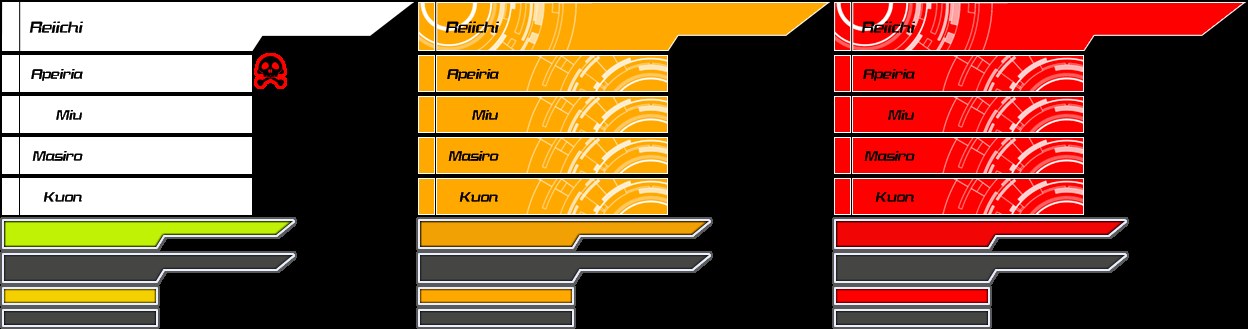 Reiichi
Apeiria
Miu
Masiro
Kuon
Reiichi
Apeiria
Miu
Masiro
Kuon
Reiichi
Apeiria
Miu
Masiro
Kuon